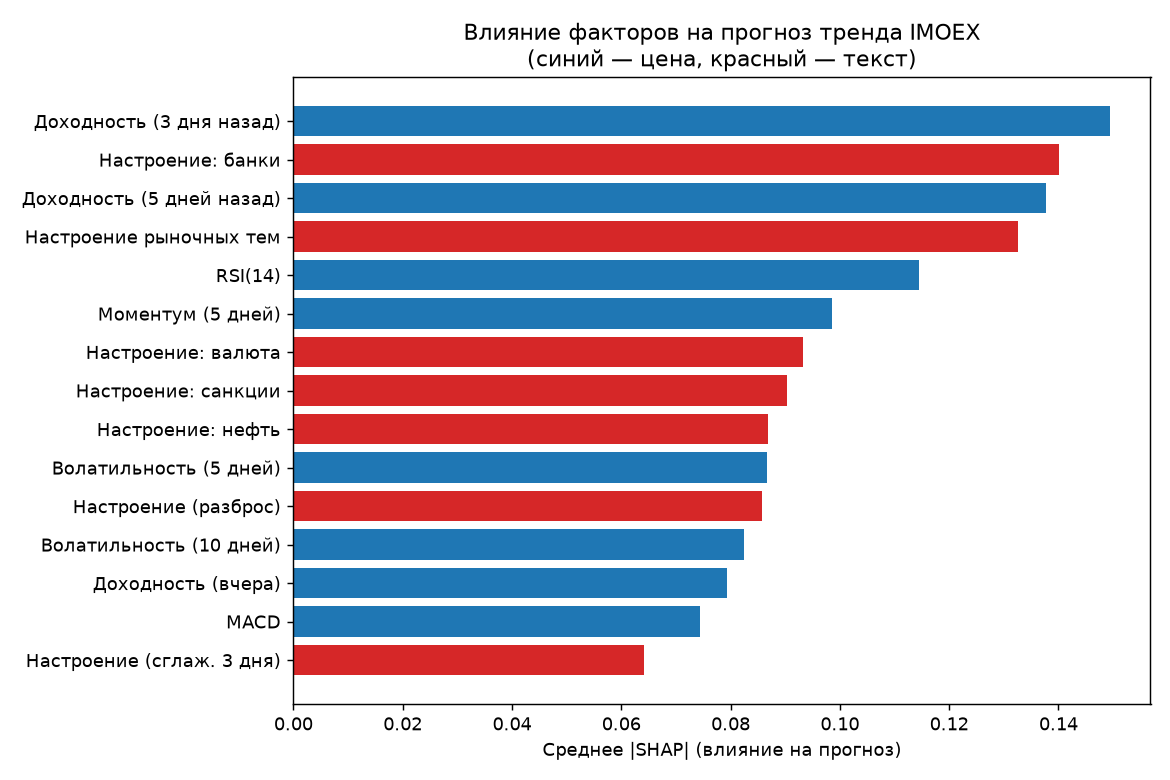 Влияние факторов на прогноз тренда IMOEX
(синий — цена, красный — текст)
Доходность (3 дня назад)
Настроение: банки
Доходность (5 дней назад)
Настроение рыночных тем
RSI(14)
Моментум (5 дней)
Настроение: валюта
Настроение: санкции
Настроение: нефть
Волатильность (5 дней)
Настроение (разброс)
Волатильность (10 дней)
Доходность (вчера)
MACD
Настроение (сглаж. 3 дня)
0.00 0.02 0.04 0.06 0.08 0.10 0.12 0.14
Среднее |SHAP| (влияние на прогноз)